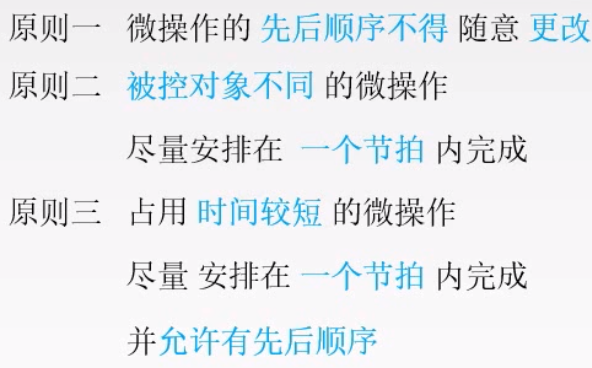 原则一 微操作的 先后顺序不得 随意 更改
原则二 被控对象不同 的微操作
尽量安排在 一个节拍 内完成
原则三 占用 时间较短 的微操作
尽量 安排在 一个节拍 内完成
并允许有先后顺序